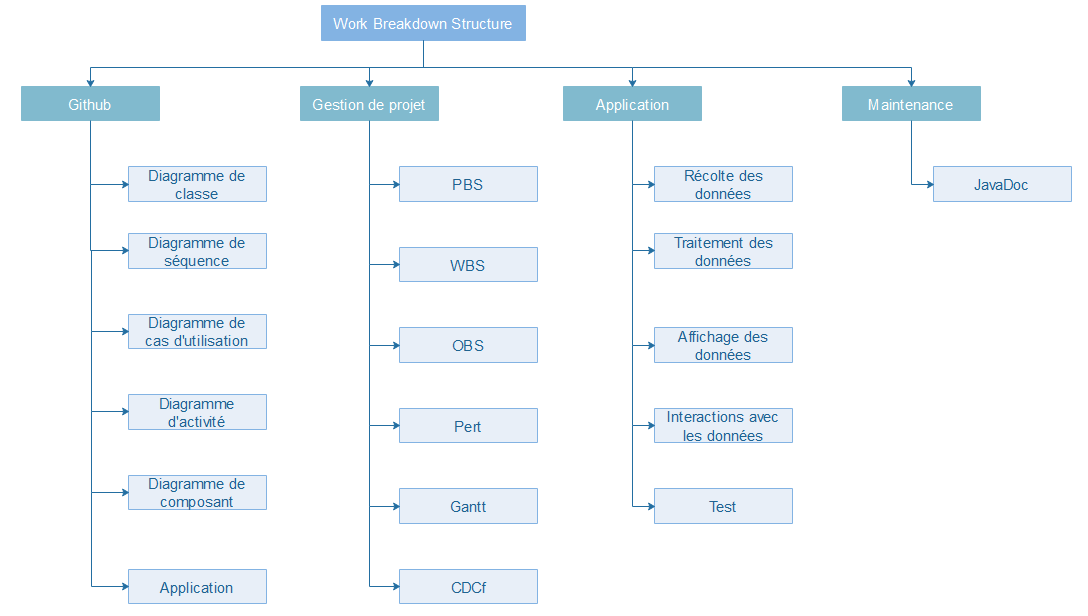 Work Breakdown Structure
Github
Gestion de projet
Application
Maintenance
Diagramme de
classe
Diagramme de
séquence
Diagramme de
cas d'utilisation
Diagramme
d'activité
Diagramme de
composant
Application
PBS
WBS
OBS
Pert
Gantt
CDCf
Récolte des
données
Traitement des
données
Affichage des
données
Interactions avec
les données
Test
JavaDoc